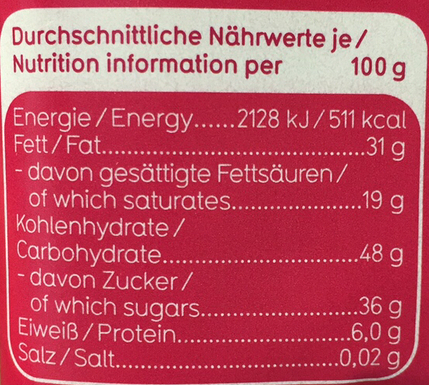 Durchschnittliche Nährwerte je/
Nutrition information per 100 g
Energie/Energy......2128 kJ/511 kcal
Fett/Fat..................................31 g
- davon gesättigte Fettsäuren/
of which saturates.................19 g
Kohlenhydrate/
Carbohydrate.........................48 g
- davon Zucker/
of which sugars.....................36 g
Eiweiß/Protein......................6,0 g
Salz/Salt..............................0,02 g